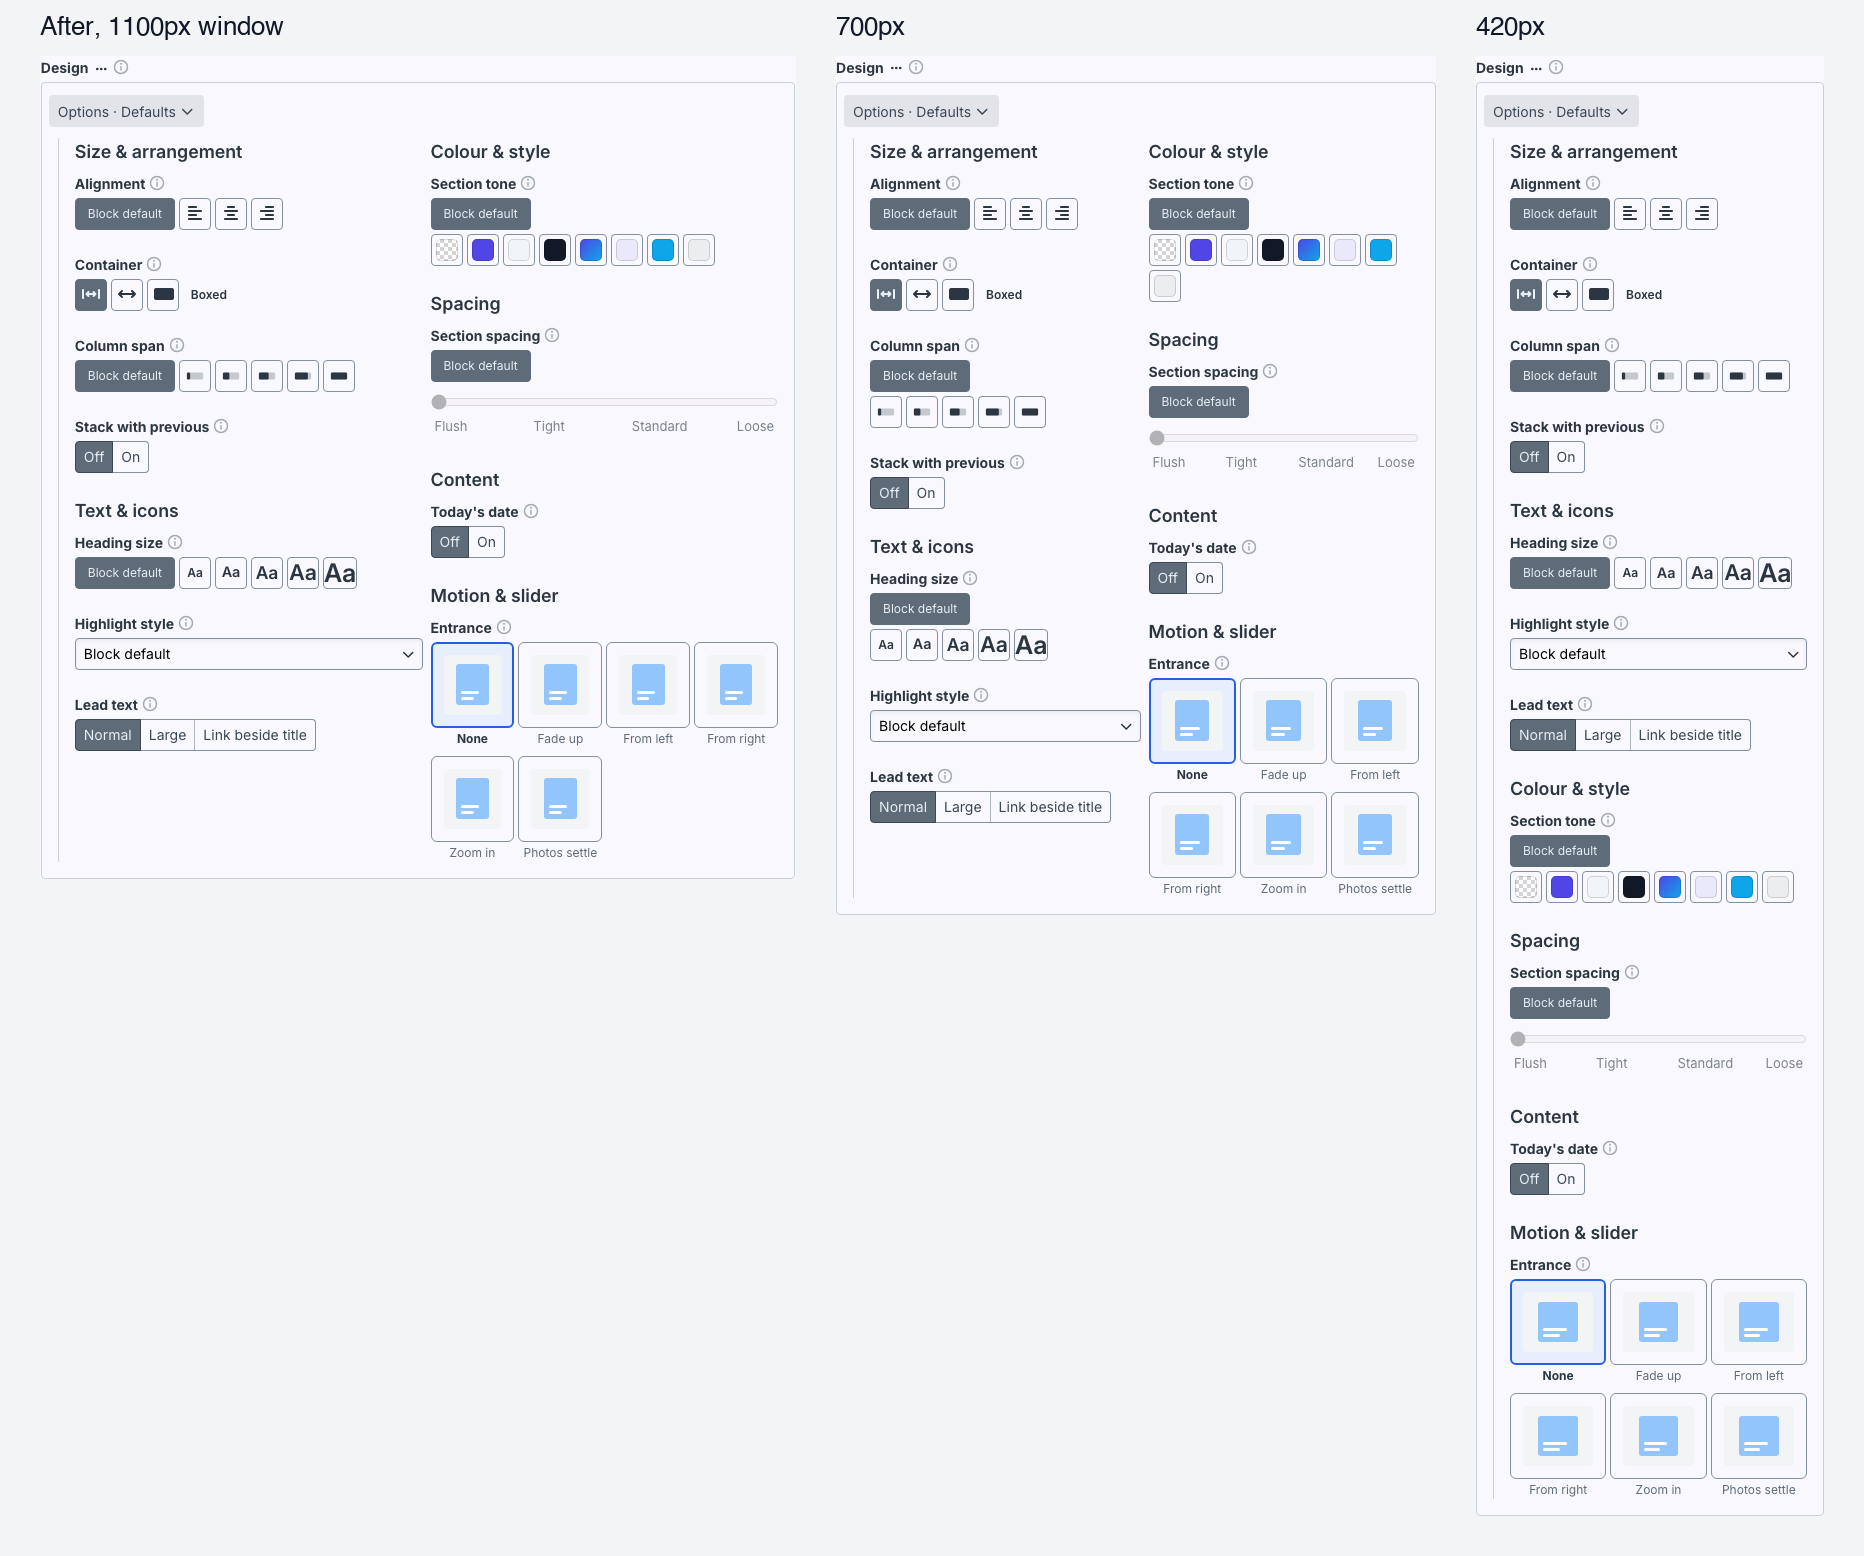 After, 1100px window
Design ...
Options · Defaults
Size & arrangement
Alignment
Block default
Container
Boxed
Column span
Block default
Stack with previous
Off On
Text & icons
Heading size
Block default Aa Aa Aa Aa Aa
Highlight style
Block default
Lead text
Normal Large Link beside title
Colour & style
Section tone
Block default
Spacing
Section spacing
Block default
Flush Tight Standard Loose
Content
Today's date
Off On
Motion & slider
Entrance
None Fade up From left From right
Zoom in Photos settle
700px
Design ...
Options · Defaults
Size & arrangement
Alignment
Block default
Container
Boxed
Column span
Block default
Stack with previous
Off On
Text & icons
Heading size
Block default
Aa Aa Aa Aa Aa
Highlight style
Block default
Lead text
Normal Large Link beside title
Colour & style
Section tone
Block default
Spacing
Section spacing
Block default
Flush Tight Standard Loose
Content
Today's date
Off On
Motion & slider
Entrance
None Fade up From left
From right Zoom in Photos settle
420px
Design ...
Options · Defaults
Size & arrangement
Alignment
Block default
Container
Boxed
Column span
Block default
Stack with previous
Off On
Text & icons
Heading size
Block default Aa Aa Aa Aa Aa
Highlight style
Block default
Lead text
Normal Large Link beside title
Colour & style
Section tone
Block default
Spacing
Section spacing
Block default
Flush Tight Standard Loose
Content
Today's date
Off On
Motion & slider
Entrance
None Fade up From left
From right Zoom in Photos settle